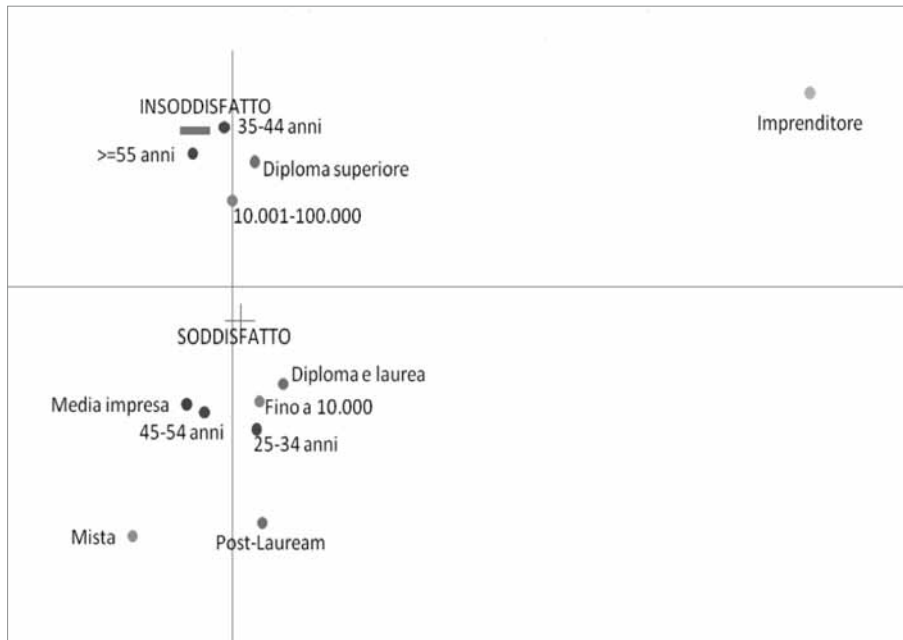 INSODDISFATTO
35-44 anni
Imprenditore
>=55 anni
Diploma superiore
10.001-100.000
SODDISFATTO
Diploma e laurea
Media impresa
Fino a 10.000
45-54 anni
25-34 anni
Mista
Post-Lauream